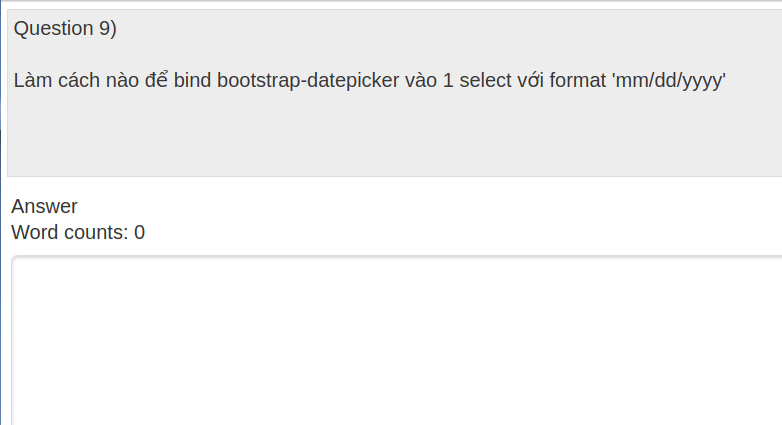 Question 9)
Làm cách nào để bind bootstrap-datepicker vào 1 select với format 'mm/dd/yyyy'
Answer
Word counts: 0